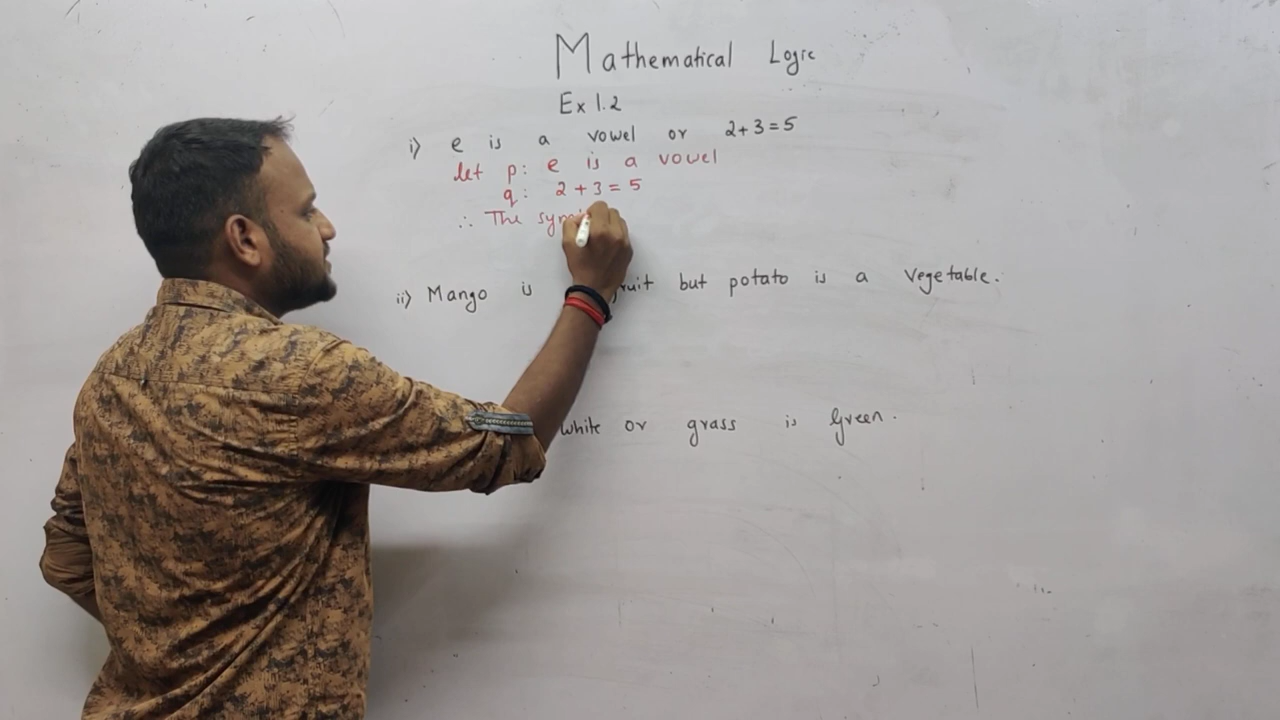 Mathematical Logic
Ex 1.2
i) e is a vowel or 2+3=5
let p: e is a vowel
q: 2+3=5
∴ The sym
ii) Mango is fruit but potato is a Vegetable.
white or grass is Green.